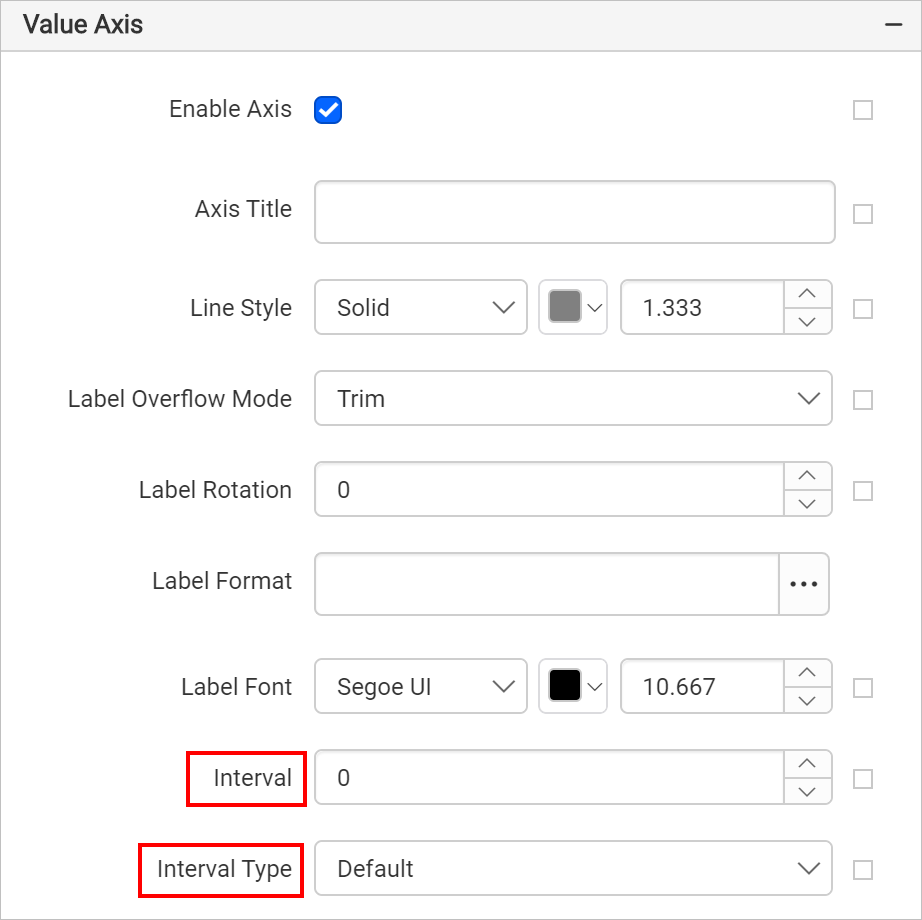 Value Axis
Enable Axis
Axis Title
Line Style Solid 1.333
Label Overflow Mode Trim
Label Rotation 0
Label Format ...
Label Font Segoe UI 10.667
Interval 0
Interval Type Default